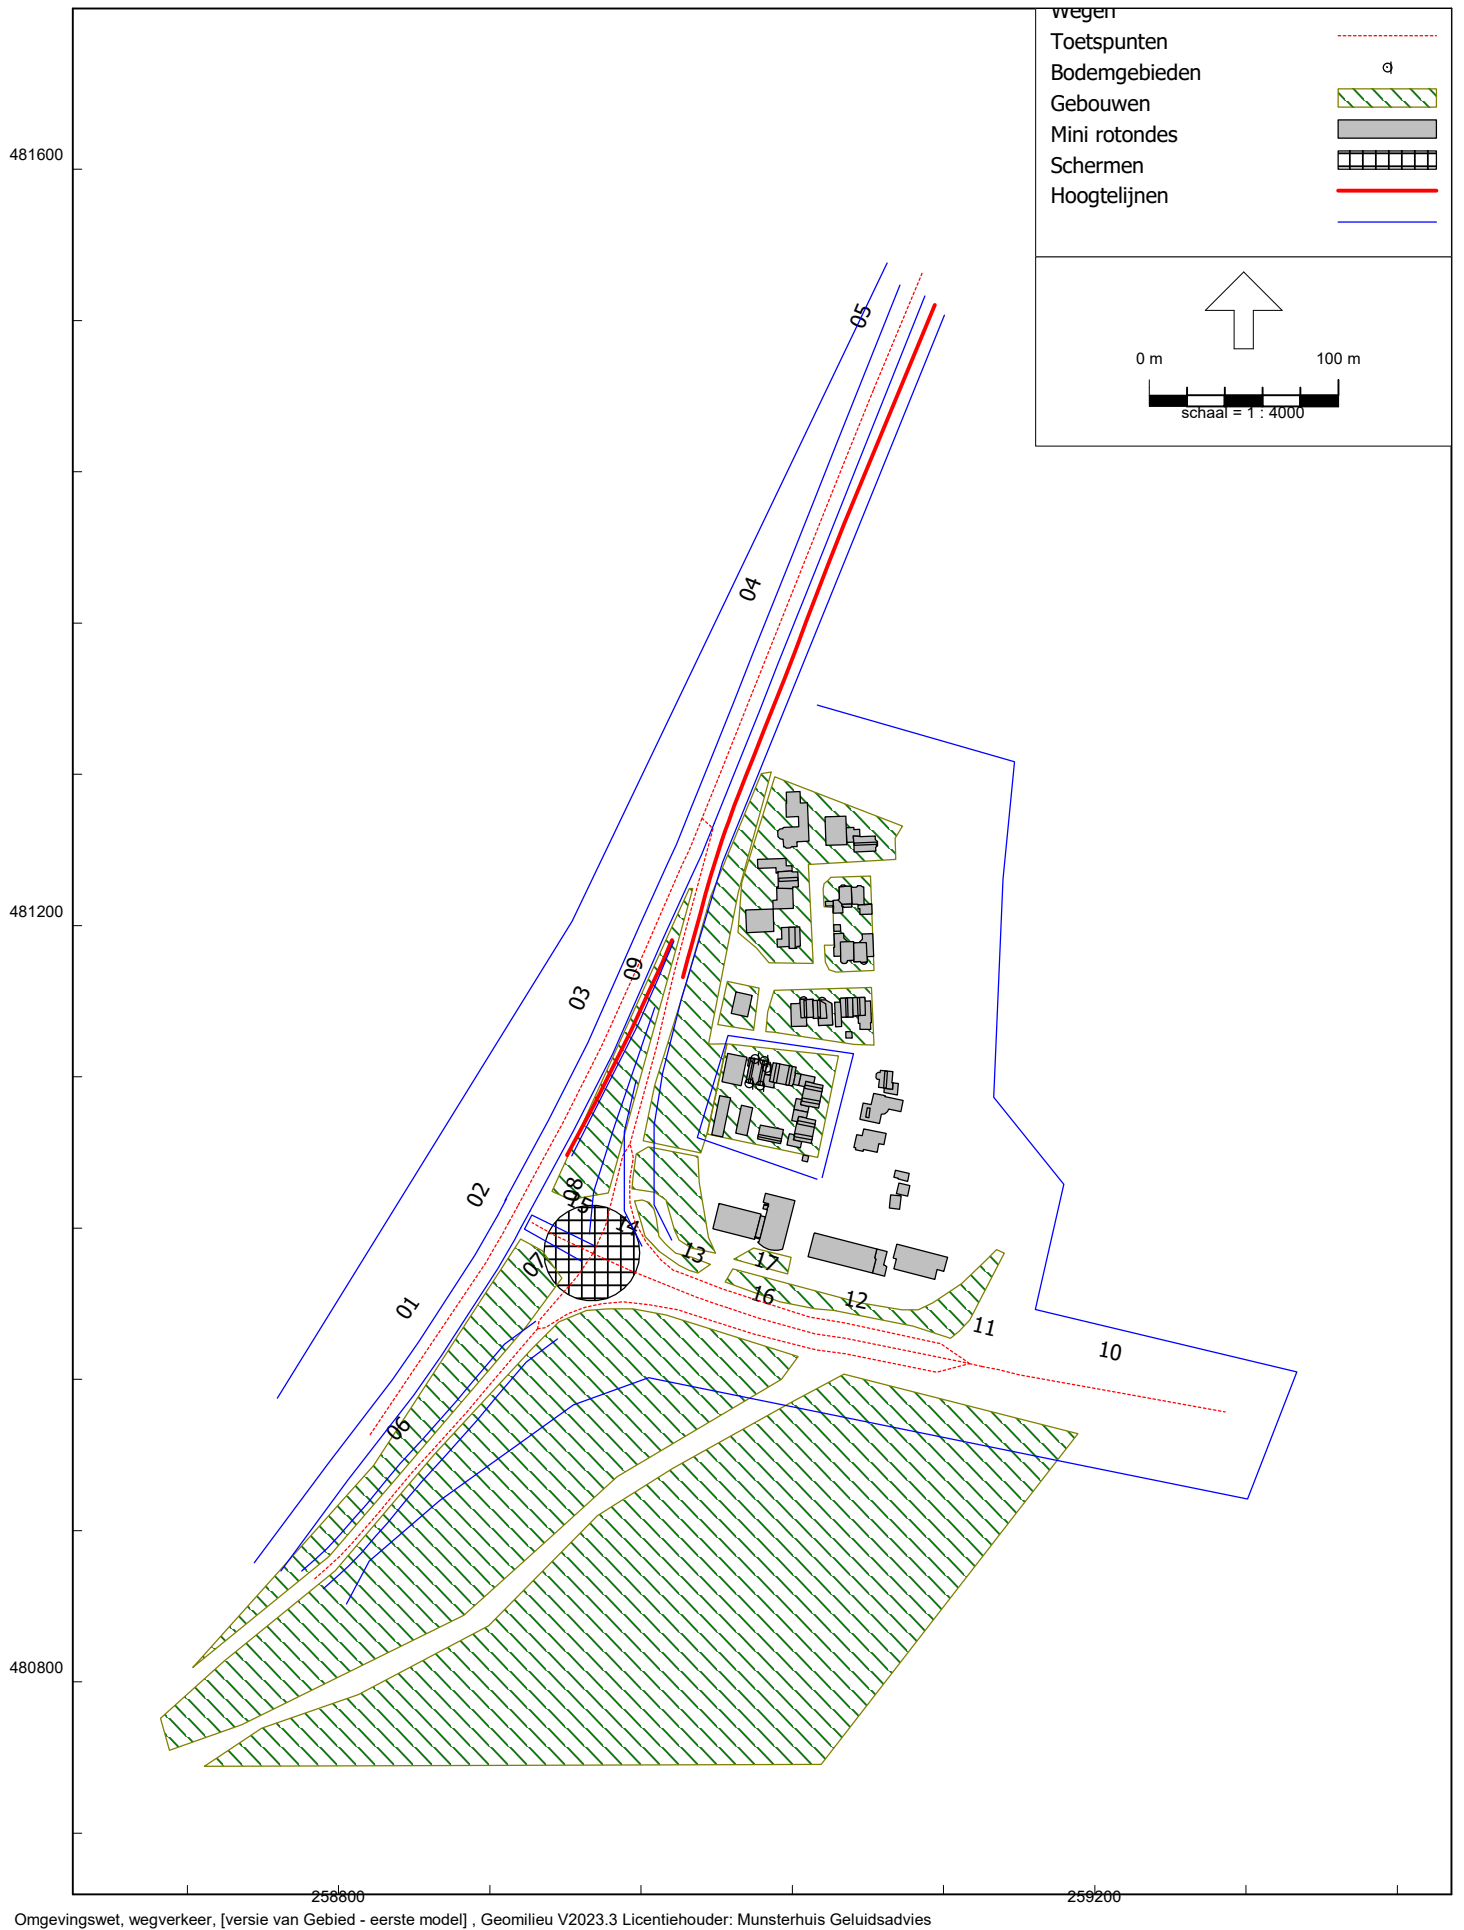 Wegen
Toetspunten
Bodemgebieden
Gebouwen
Mini rotondes
Schermen
Hoogtelijnen
481600
0 m 100 m
schaal = 1 : 4000
05
04
481200
09
03
02
08
15
14
13
07
17
16
12
01
11
10
06
480800
258800 259200
Omgevingswet, wegverkeer, [versie van Gebied - eerste model] , Geomilieu V2023.3 Licentiehouder: Munsterhuis Geluidsadvies